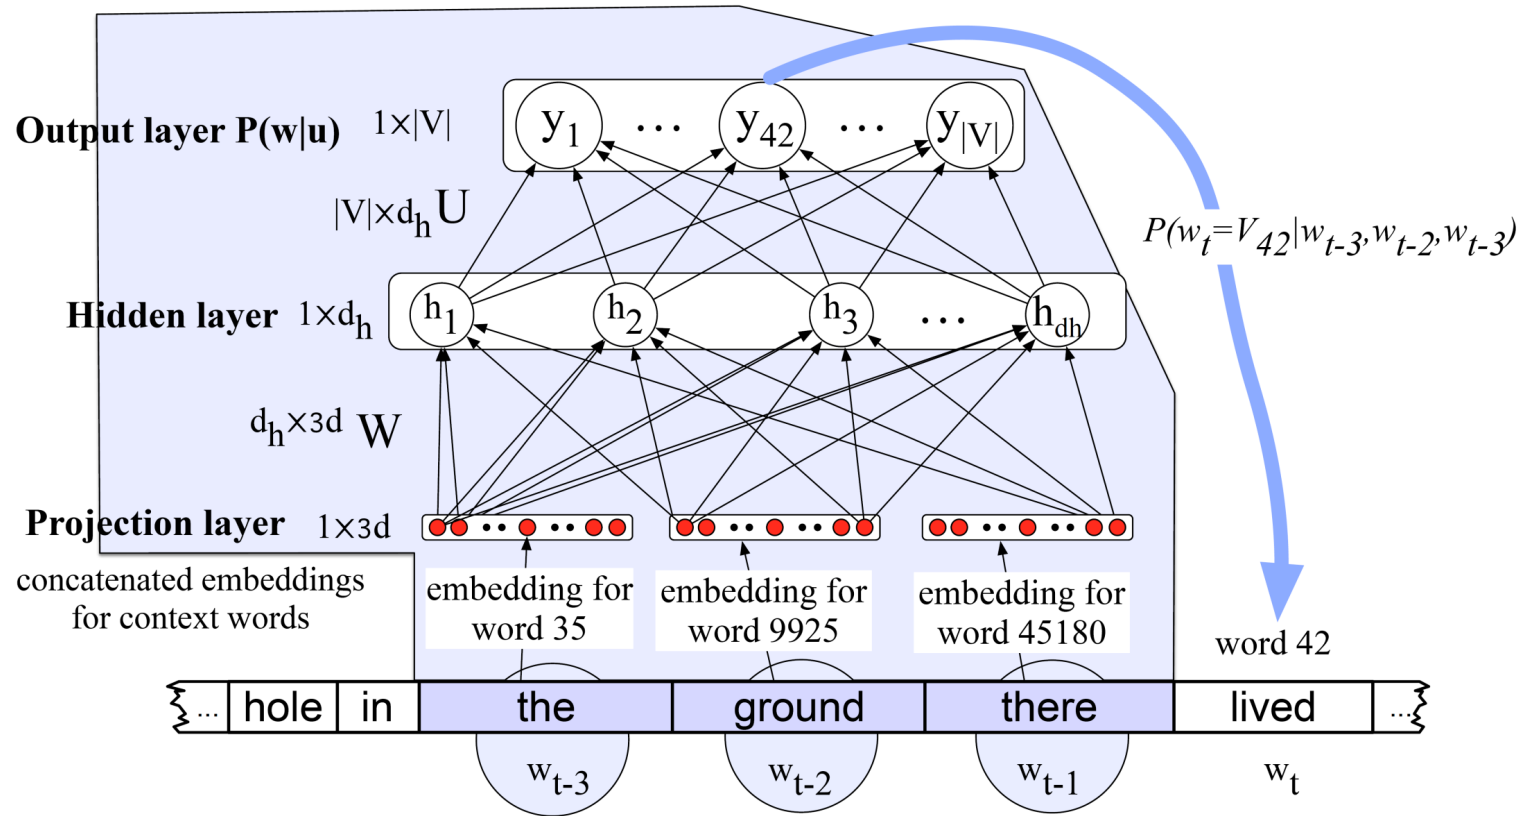 Output layer P(w|u) 1×|V|
y1 ... y42 ... y|V|
|V|×dh U
P(wt=V42|wt-3,wt-2,wt-3)
Hidden layer 1×dh
h1 h2 h3 ... hdh
dh×3d W
Projection layer 1×3d
concatenated embeddings
for context words
embedding for
word 35
embedding for
word 9925
embedding for
word 45180
word 42
... hole in the ground there lived ...
wt-3 wt-2 wt-1 wt